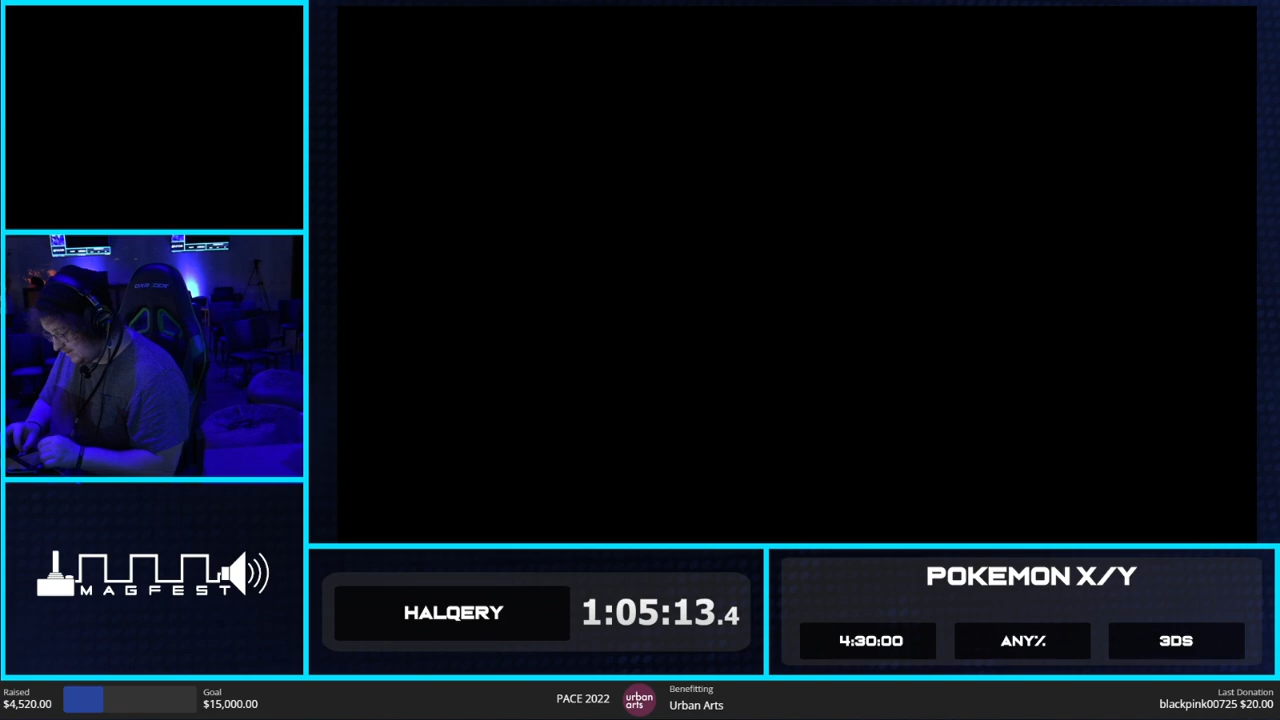 DXRACER
MAGFEST
HALQERY
1:05:13.4
POKEMON X/Y
4:30:00
ANY%
3DS
Raised
$4,520.00
Goal
$15,000.00
PACE 2022
urban
arts
Benefitting
Urban Arts
Last Donation
blackpink00725 $20.00